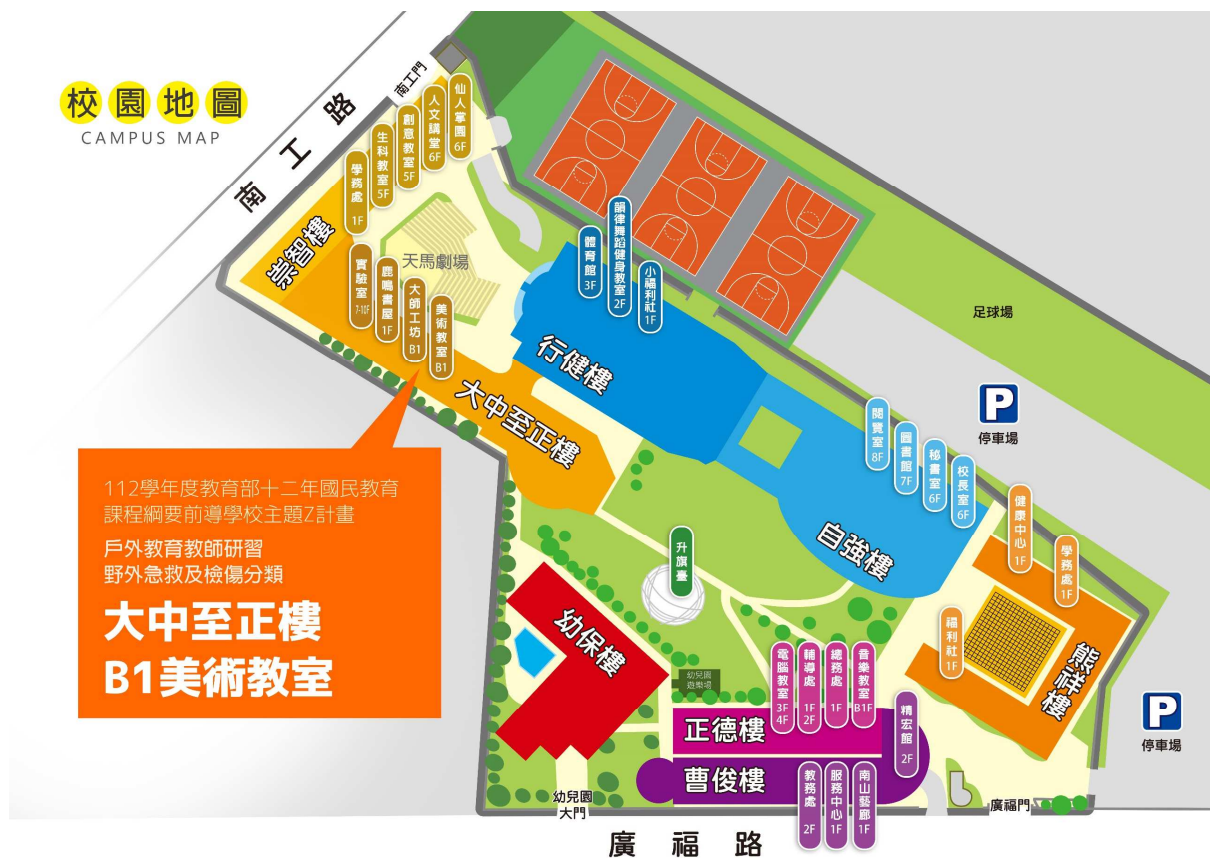 校園地圖
CAMPUS MAP
南工路
南工門
仙人掌園 6F
人文講堂 6F
創意教室 5F
生科教室 5F
學務處 1F
崇智樓
天馬劇場
實驗室 7-10F
鹿鳴書屋 1F
大師工坊 B1
美術教室 B1
大中至正樓
體育館 3F
韻律舞蹈健身教室 2F
小福利社 1F
行健樓
足球場
P
停車場
閱覽室 8F
圖書館 7F
秘書室 6F
校長室 6F
自強樓
健康中心 1F
學務處 1F
福利社 1F
熊祥樓
P
停車場
112學年度教育部十二年國民教育
課程綱要前導學校主題Z計畫
戶外教育教師研習
野外急救及檢傷分類
大中至正樓
B1美術教室
升旗臺
幼保樓
幼兒園
遊樂場
電腦教室 3F 4F
輔導處 1F 2F
總務處 1F
音樂教室 B1F
正德樓
精宏館 2F
曹俊樓
教務處 2F
服務中心 1F
南山藝廊 1F
幼兒園
大門
廣福門
廣福路